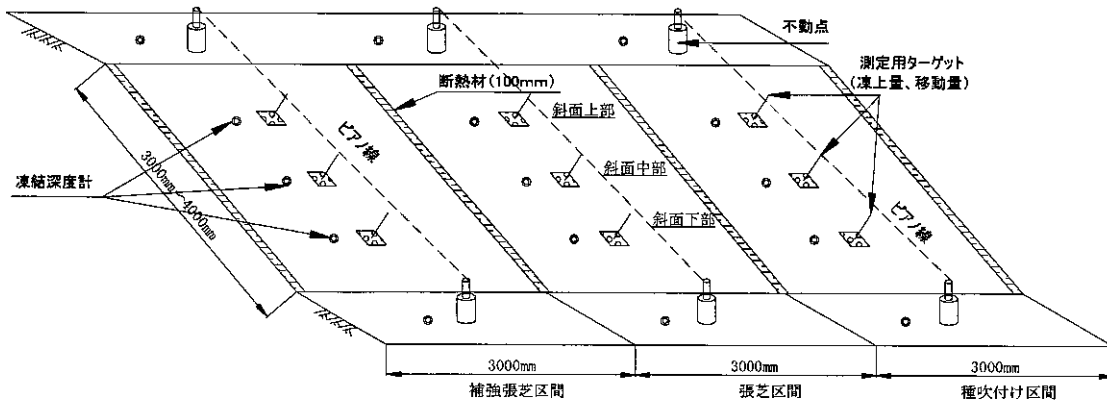 不動点
測定用ターゲット
(凍上量、移動量)
断熱材(100mm)
斜面上部
ピアノ線
斜面中部
凍結深度計
3000mm～4000mm
斜面下部
ピアノ線
3000mm
3000mm
3000mm
補強張芝区間
張芝区間
種吹付け区間